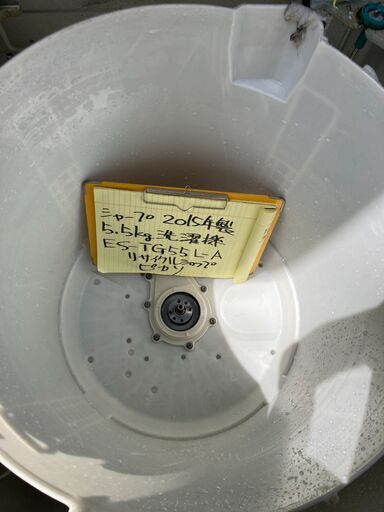 シャープ 2015年製
5.5kg 洗濯機
ES-TG55L-A
リサイクルショップ
ピカソ